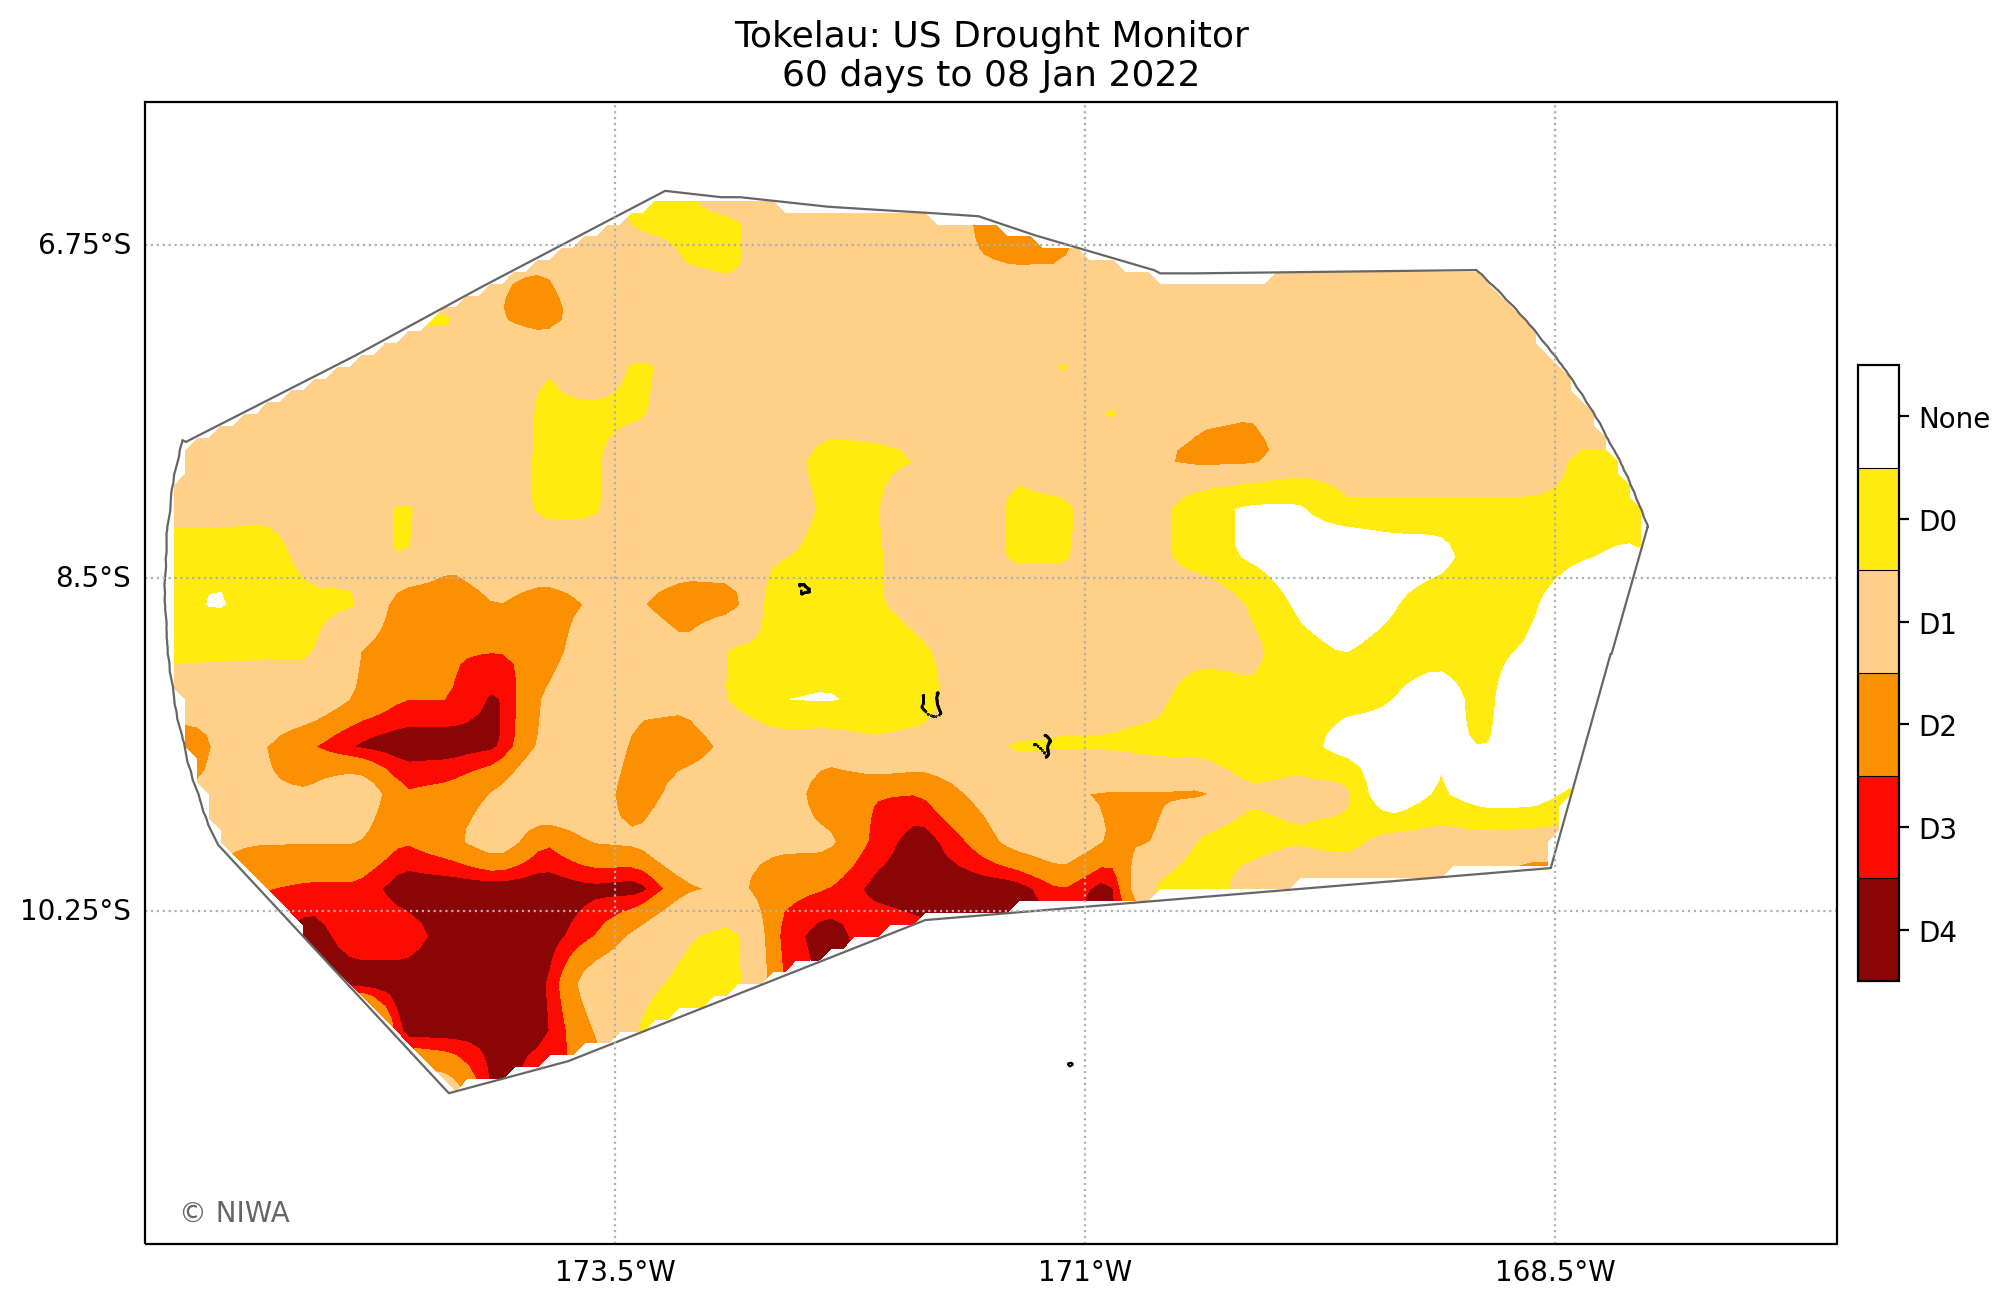 Tokelau: US Drought Monitor
60 days to 08 Jan 2022
6.75°S
8.5°S
10.25°S
173.5°W
171°W
168.5°W
None
D0
D1
D2
D3
D4
© NIWA